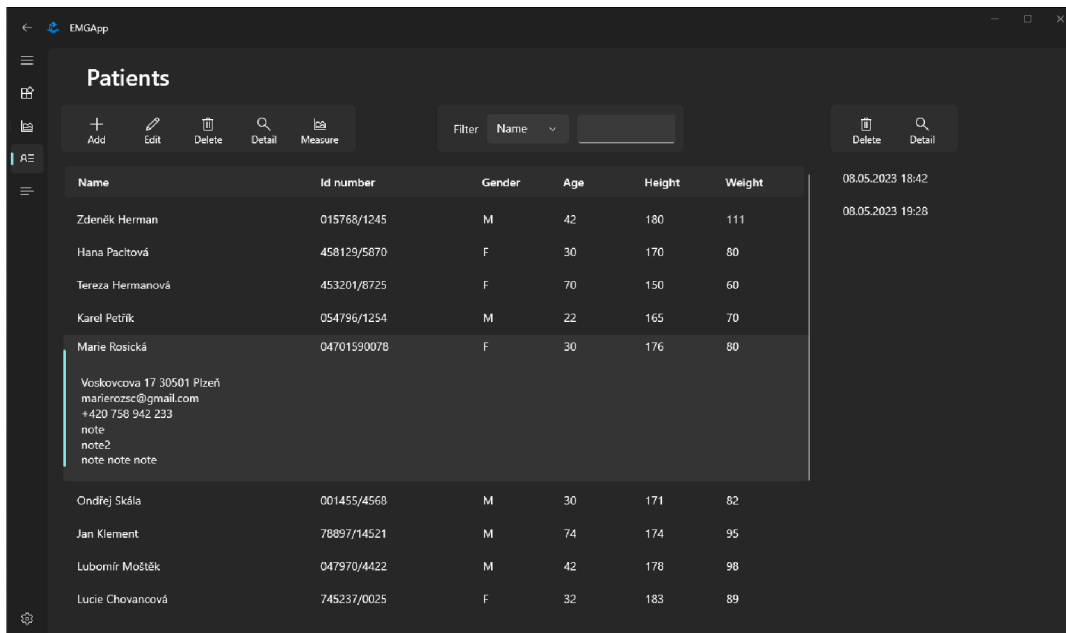 EMGApp
Patients
Add Edit Delete Detail Measure
Filter Name
Delete Detail
Name Id number Gender Age Height Weight
Zdeněk Herman 015768/1245 M 42 180 111
Hana Pacltová 458129/5870 F 30 170 80
Tereza Hermanová 453201/8725 F 70 150 60
Karel Petřík 054796/1254 M 22 165 70
Marie Rosická 04701590078 F 30 176 80
Voskovcova 17 30501 Plzeň
marierozsc@gmail.com
+420 758 942 233
note
note2
note note note
Ondřej Skála 001455/4568 M 30 171 82
Jan Klement 78897/14521 M 74 174 95
Lubomír Moštěk 047970/4422 M 42 178 98
Lucie Chovancová 745237/0025 F 32 183 89
08.05.2023 18:42
08.05.2023 19:28